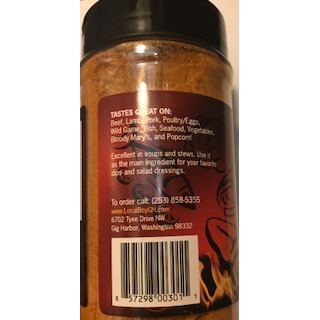 TASTES GREAT ON:
Beef, Lamb, Pork, Poultry/Eggs,
Wild Game, Fish, Seafood, Vegetables,
Bloody Mary's, and Popcorn!
Excellent in soups and stews. Use it
as the main ingredient for your favorite
dips and salad dressings.
To order call: (253) 858-5355
www.LocalBoyGH.com
6702 Tyee Drive NW
Gig Harbor, Washington 98332
8 57298 00301 1